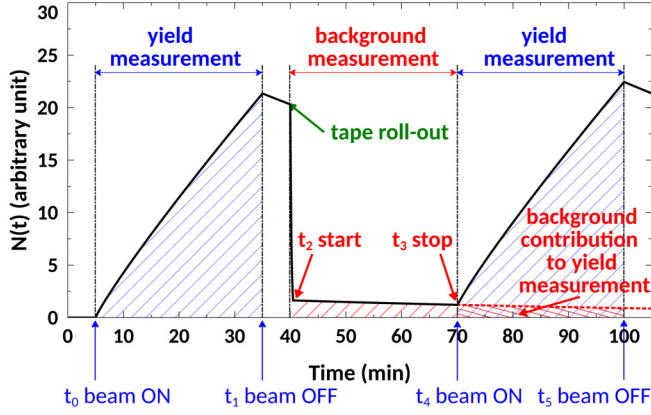 30
25
20
15
10
5
0
N(t) (arbitrary unit)
yield
measurement
background
measurement
yield
measurement
tape roll-out
t₂ start
t₃ stop
background
contribution
to yield
measurement
0 10 20 30 40 50 60 70 80 90 100
Time (min)
t₀ beam ON
t₁ beam OFF
t₄ beam ON
t₅ beam OFF